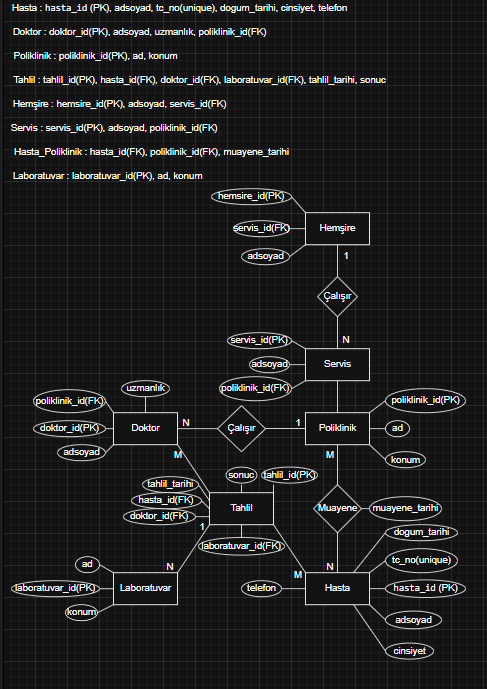 Hasta : hasta_id (PK), adsoyad, tc_no(unique), dogum_tarihi, cinsiyet, telefon
Doktor : doktor_id(PK), adsoyad, uzmanlık, poliklinik_id(FK)
Poliklinik : poliklinik_id(PK), ad, konum
Tahlil : tahlil_id(PK), hasta_id(FK), doktor_id(FK), laboratuvar_id(FK), tahlil_tarihi, sonuc
Hemşire : hemsire_id(PK), adsoyad, servis_id(FK)
Servis : servis_id(PK), adsoyad, poliklinik_id(FK)
Hasta_Poliklinik : hasta_id(FK), poliklinik_id(FK), muayene_tarihi
Laboratuvar : laboratuvar_id(PK), ad, konum
hemsire_id(PK)
servis_id(FK)
Hemşire
adsoyad
1
Çalışır
N
servis_id(PK)
adsoyad
Servis
poliklinik_id(FK)
uzmanlık
poliklinik_id(FK)
poliklinik_id(PK)
doktor_id(PK)
Doktor
N
Çalışır
1
Poliklinik
ad
adsoyad
M
M
konum
sonuc
tahlil_id(PK)
tahlil_tarihi
hasta_id(FK)
doktor_id(FK)
Tahlil
Muayene
muayene_tarihi
1
laboratuvar_id(FK)
dogum_tarihi
tc_no(unique)
ad
N
M
N
laboratuvar_id(PK)
Laboratuvar
telefon
Hasta
hasta_id (PK)
konum
adsoyad
cinsiyet